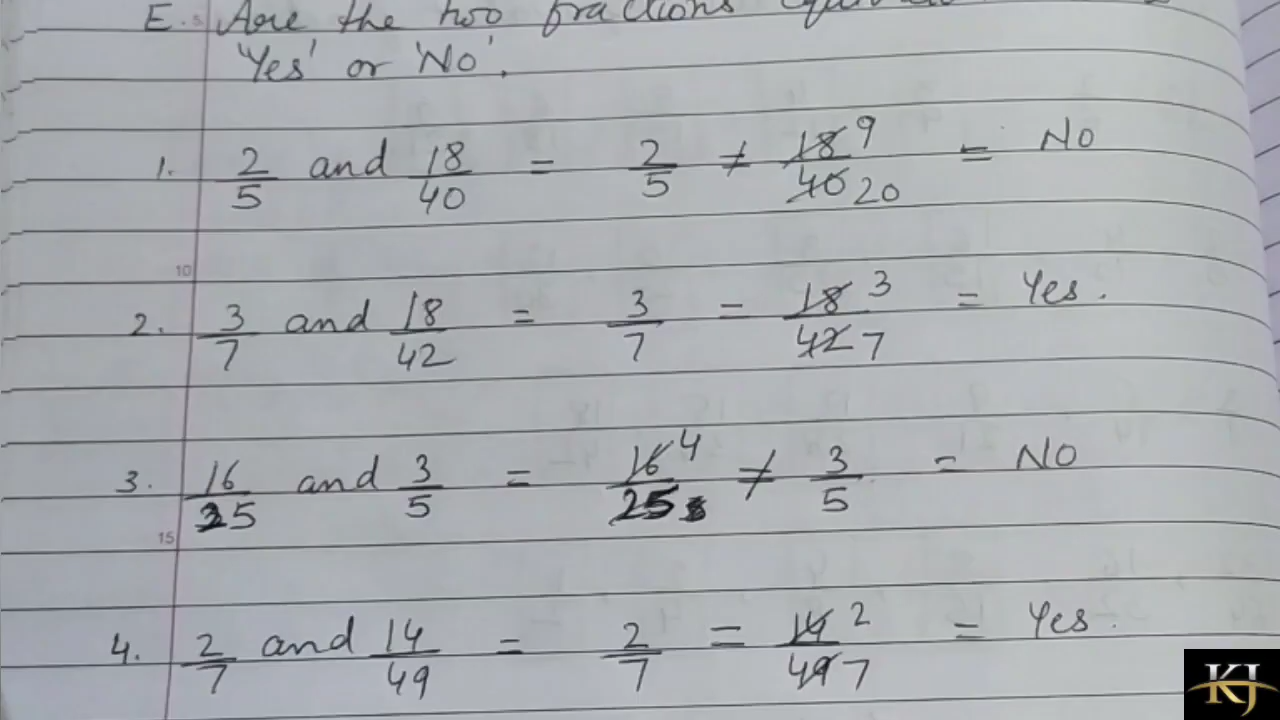 E. Are the two fractions
'Yes' or 'No'.
1. 2/5 and 18/40 = 2/5 ≠ 18/40 9/20 = No
10
2. 3/7 and 18/42 = 3/7 = 18/42 3/7 = Yes.
3. 16/25 and 3/5 = 16/25 4/5 ≠ 3/5 = NO
15
4. 2/7 and 14/49 = 2/7 = 14/49 2/7 = Yes.
KJ